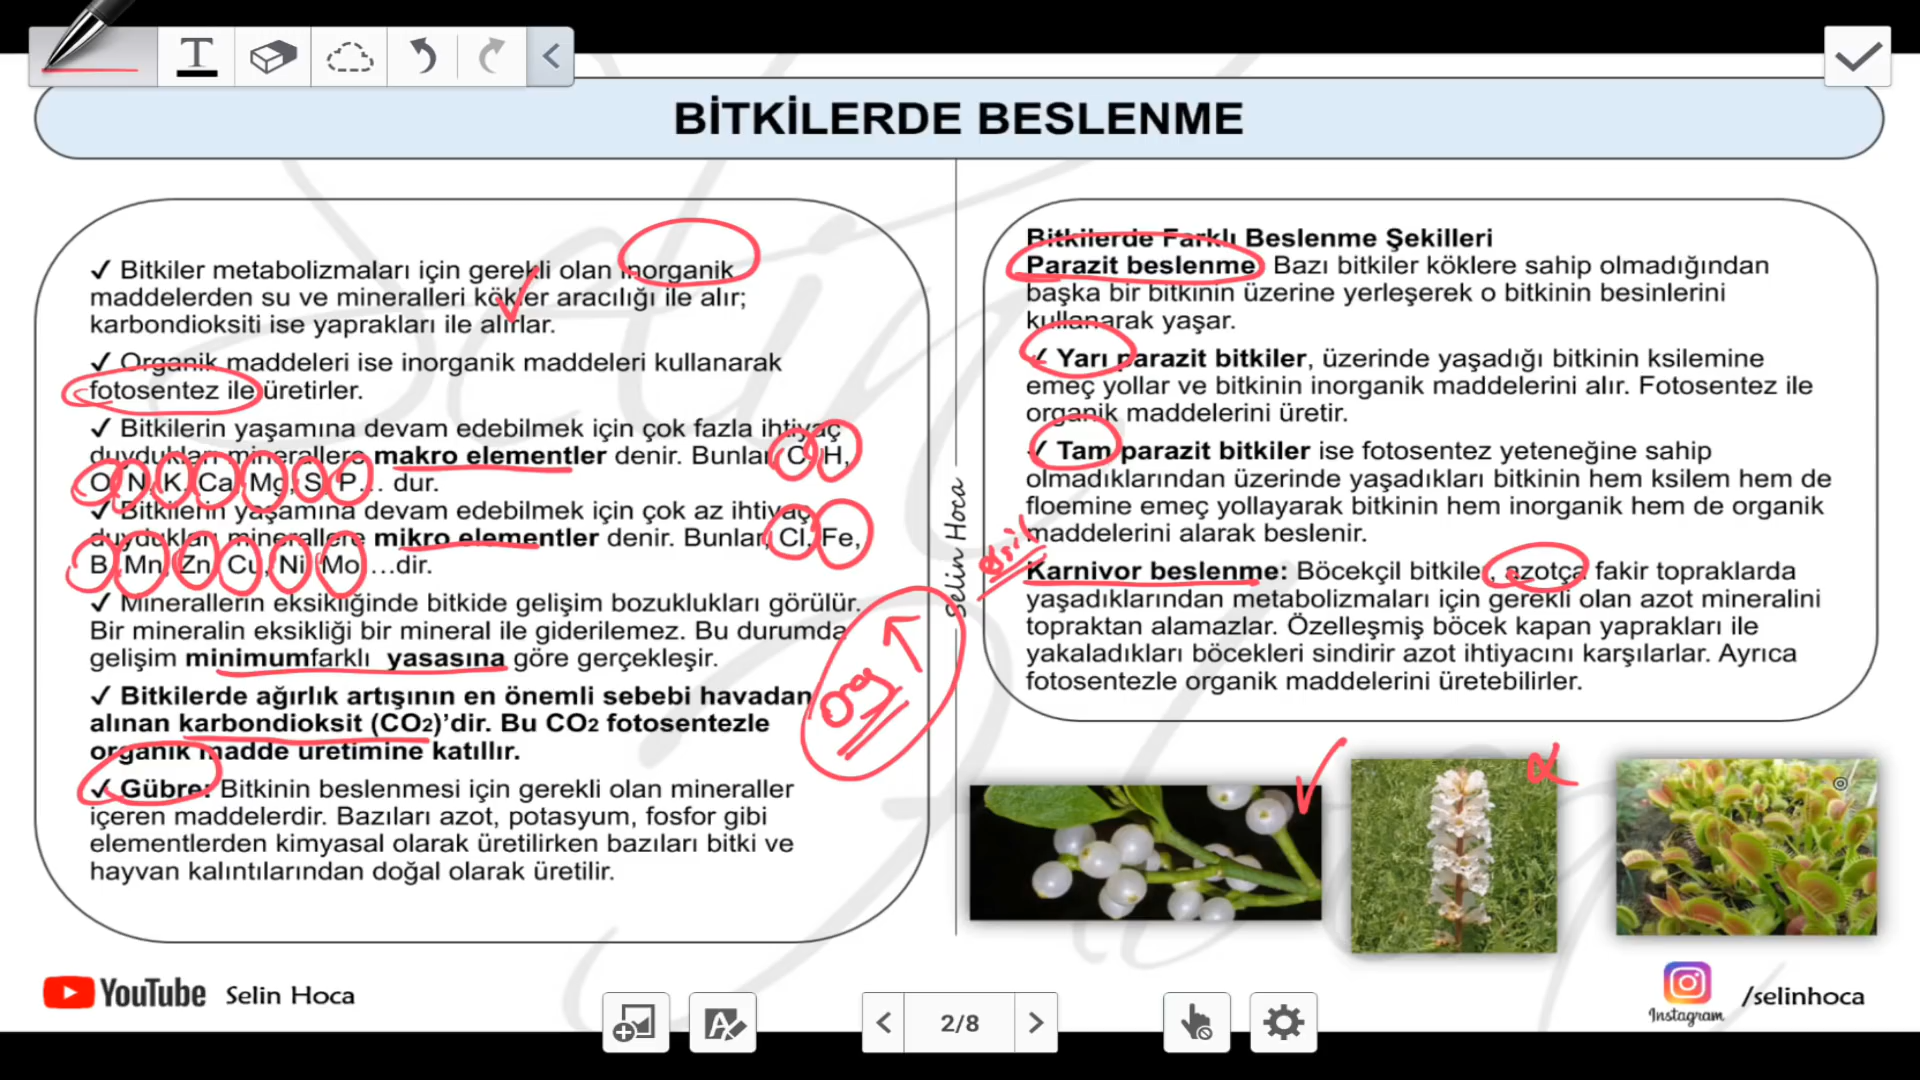 BİTKİLERDE BESLENME
✓ Bitkiler metabolizmaları için gerekli olan inorganik
maddelerden su ve mineralleri kökler aracılığı ile alır;
karbondioksiti ise yaprakları ile alırlar.
✓ Organik maddeleri ise inorganik maddeleri kullanarak
fotosentez ile üretirler.
✓ Bitkilerin yaşamına devam edebilmek için çok fazla ihtiyaç
duydukları minerallere makro elementler denir. Bunlar, C, H,
O, N, K, Ca, Mg, S, P… dur.
✓ Bitkilerin yaşamına devam edebilmek için çok az ihtiyaç
duydukları minerallere mikro elementler denir. Bunlar, Cl, Fe,
B, Mn, Zn, Cu, Ni, Mo …dir.
✓ Minerallerin eksikliğinde bitkide gelişim bozuklukları görülür.
Bir mineralin eksikliği bir mineral ile giderilemez. Bu durumda
gelişim minimumfarklı yasasına göre gerçekleşir.
✓ Bitkilerde ağırlık artışının en önemli sebebi havadan
alınan karbondioksit (CO2)’dir. Bu CO2 fotosentezle
organik madde üretimine katılır.
✓ Gübre: Bitkinin beslenmesi için gerekli olan mineraller
içeren maddelerdir. Bazıları azot, potasyum, fosfor gibi
elementlerden kimyasal olarak üretilirken bazıları bitki ve
hayvan kalıntılarından doğal olarak üretilir.
org
Selin Hoca
Bitkilerde Farklı Beslenme Şekilleri
Parazit beslenme: Bazı bitkiler köklere sahip olmadığından
başka bir bitkinin üzerine yerleşerek o bitkinin besinlerini
kullanarak yaşar.
✓ Yarı parazit bitkiler, üzerinde yaşadığı bitkinin ksilemine
emeç yollar ve bitkinin inorganik maddelerini alır. Fotosentez ile
organik maddelerini üretir.
✓ Tam parazit bitkiler ise fotosentez yeteneğine sahip
olmadıklarından üzerinde yaşadıkları bitkinin hem ksilem hem de
floemine emeç yollayarak bitkinin hem inorganik hem de organik
maddelerini alarak beslenir.
Karnivor beslenme: Böcekçil bitkiler, azotça fakir topraklarda
yaşadıklarından metabolizmaları için gerekli olan azot mineralini
topraktan alamazlar. Özelleşmiş böcek kapan yaprakları ile
yakaladıkları böcekleri sindirir azot ihtiyacını karşılarlar. Ayrıca
fotosentezle organik maddelerini üretebilirler.
YouTube Selin Hoca
2/8
Instagram
/selinhoca